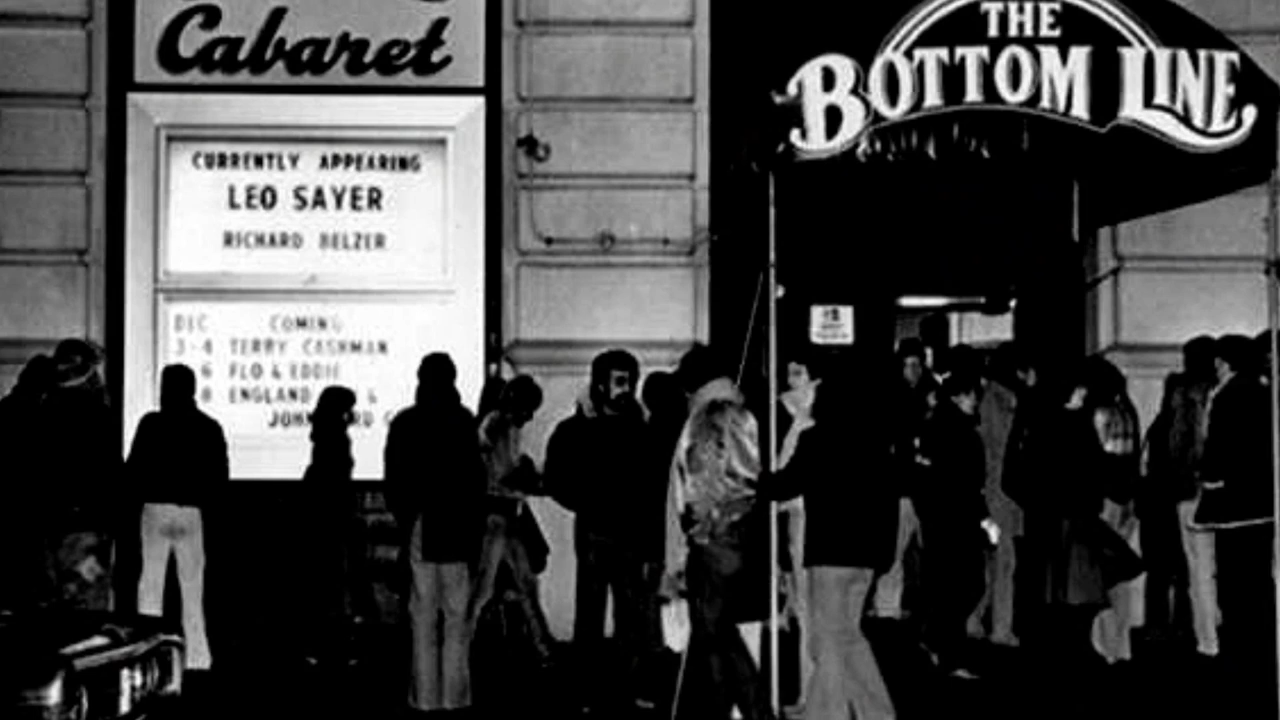 Cabaret
CURRENTLY APPEARING
LEO SAYER
RICHARD BELZER
DEC COMING
3-4 TERRY CASHMAN
6 FLO & EDDIE
8 ENGLAND &
JOHN
THE
BOTTOM LINE